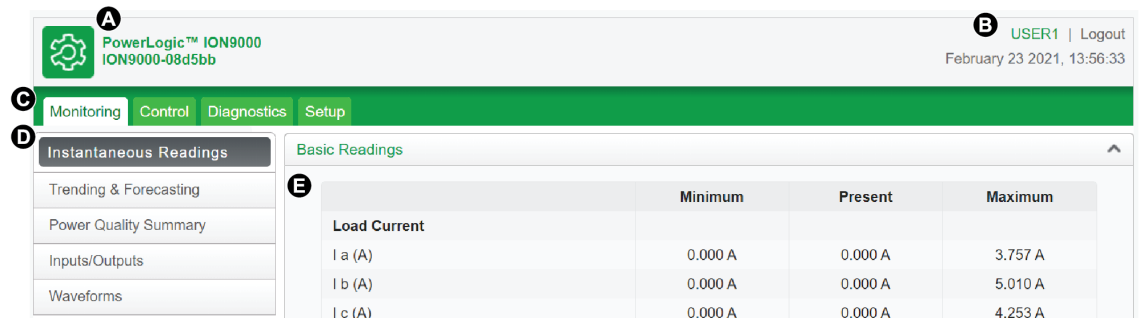 A
PowerLogic™ ION9000
ION9000-08d5bb
B
USER1 | Logout
February 23 2021, 13:56:33
C
Monitoring Control Diagnostics Setup
D
Instantaneous Readings
Trending & Forecasting
Power Quality Summary
Inputs/Outputs
Waveforms
Basic Readings
E
Minimum Present Maximum
Load Current
I a (A) 0.000 A 0.000 A 3.757 A
I b (A) 0.000 A 0.000 A 5.010 A
I c (A) 0.000 A 0.000 A 4.253 A